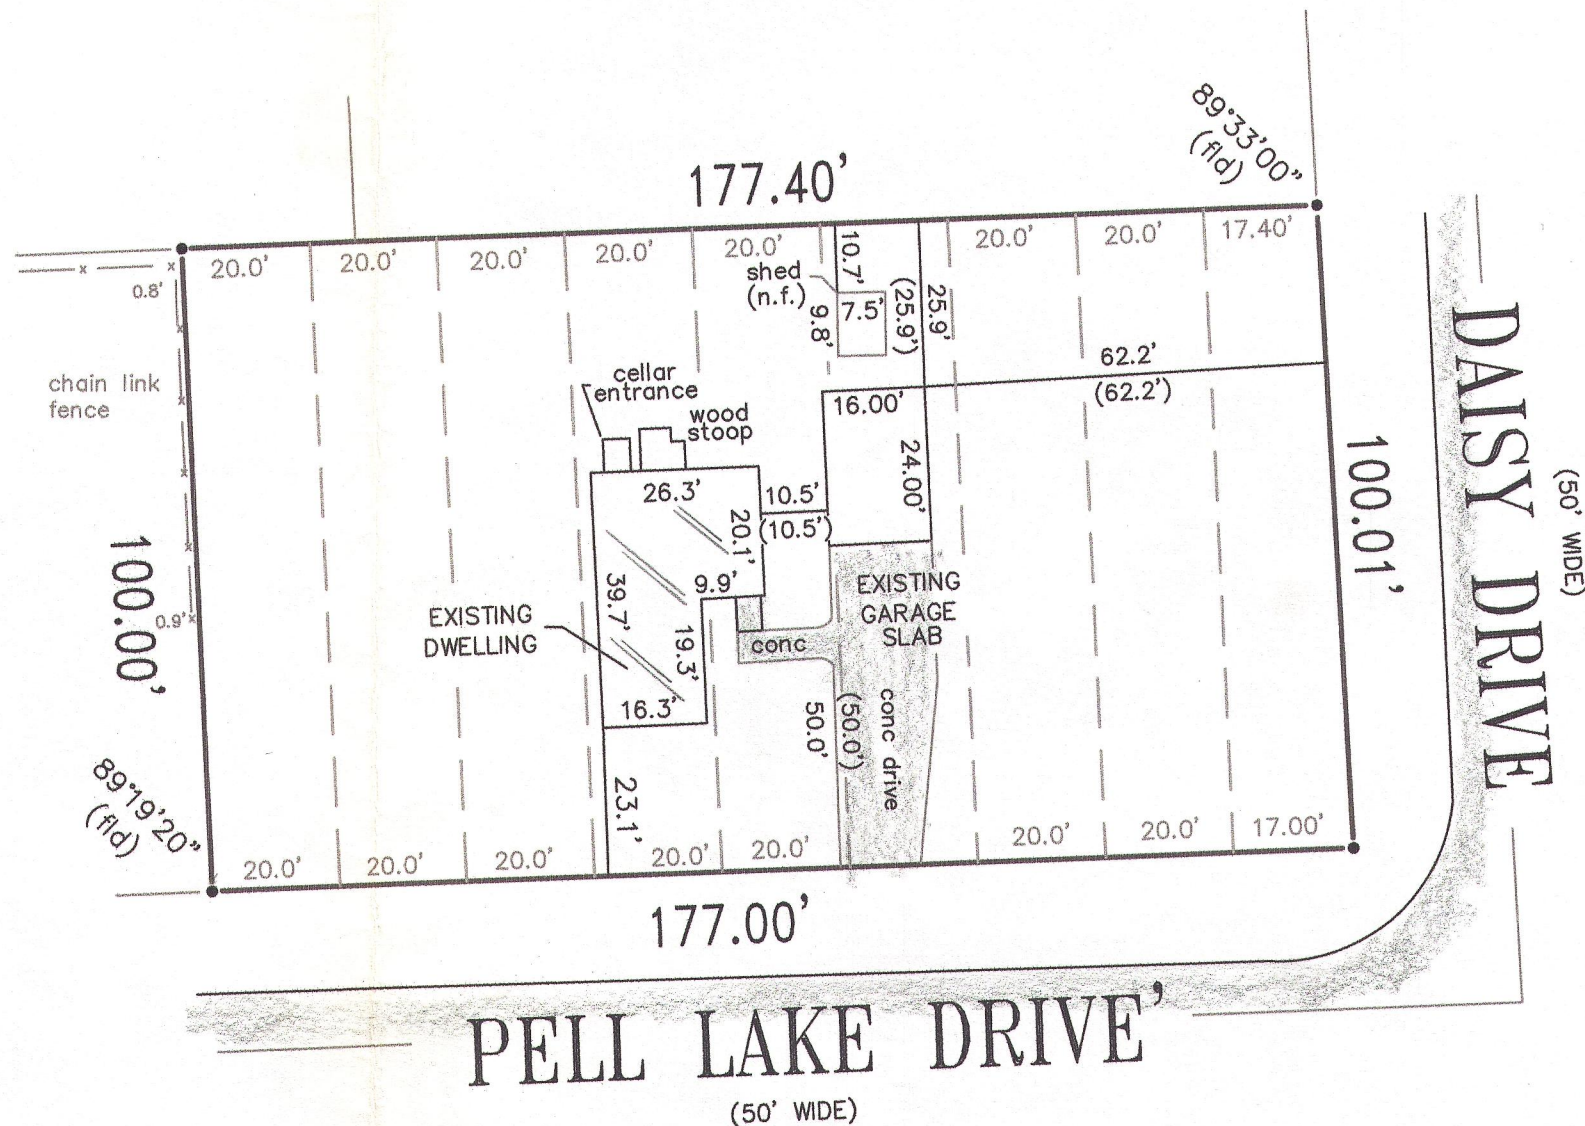 89°33'00"
(fld)
177.40'
20.0'
20.0'
20.0'
20.0'
20.0'
20.0'
20.0'
17.40'
0.8'
shed
(n.f.)
10.7'
7.5'
9.8'
(25.9')
25.9'
62.2'
(62.2')
chain link
fence
cellar
entrance
wood
stoop
16.00'
24.00'
26.3'
10.5'
(10.5')
20.1'
9.9'
39.7'
19.3'
16.3'
EXISTING
DWELLING
EXISTING
GARAGE
SLAB
conc
conc drive
50.0'
(50.0')
100.00'
0.9'
100.01'
DAISY DRIVE
(50' WIDE)
89°19'20"
(fld)
23.1'
20.0'
20.0'
20.0'
20.0'
20.0'
20.0'
20.0'
17.00'
177.00'
PELL LAKE DRIVE'
(50' WIDE)